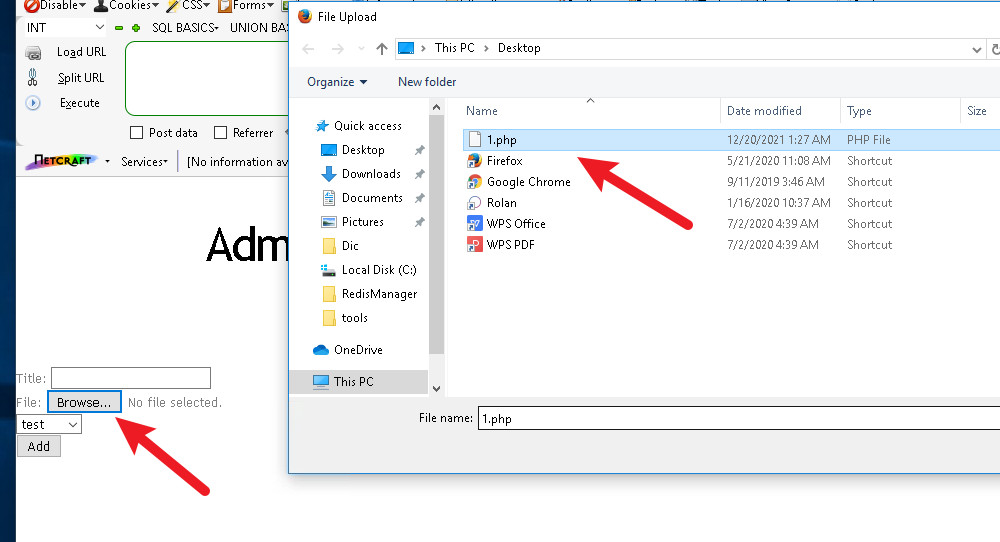 Disable▾ Cookies▾ CSS▾ Forms▾
INT SQL BASICS▾ UNION BAS
Load URL
Split URL
Execute
Post data Referrer
NETCRAFT Services▾ [No information av
Adm
Title:
File: Browse... No file selected.
test
Add
File Upload
This PC > Desktop
Organize New folder
Name Date modified Type Size
Quick access
Desktop
Downloads
Documents
Pictures
Dic
Local Disk (C:)
RedisManager
tools
OneDrive
This PC
1.php 12/20/2021 1:27 AM PHP File
Firefox 5/21/2020 11:08 AM Shortcut
Google Chrome 9/11/2019 3:46 AM Shortcut
Rolan 1/16/2020 10:37 AM Shortcut
WPS Office 7/2/2020 4:39 AM Shortcut
WPS PDF 7/2/2020 4:39 AM Shortcut
File name: 1.php